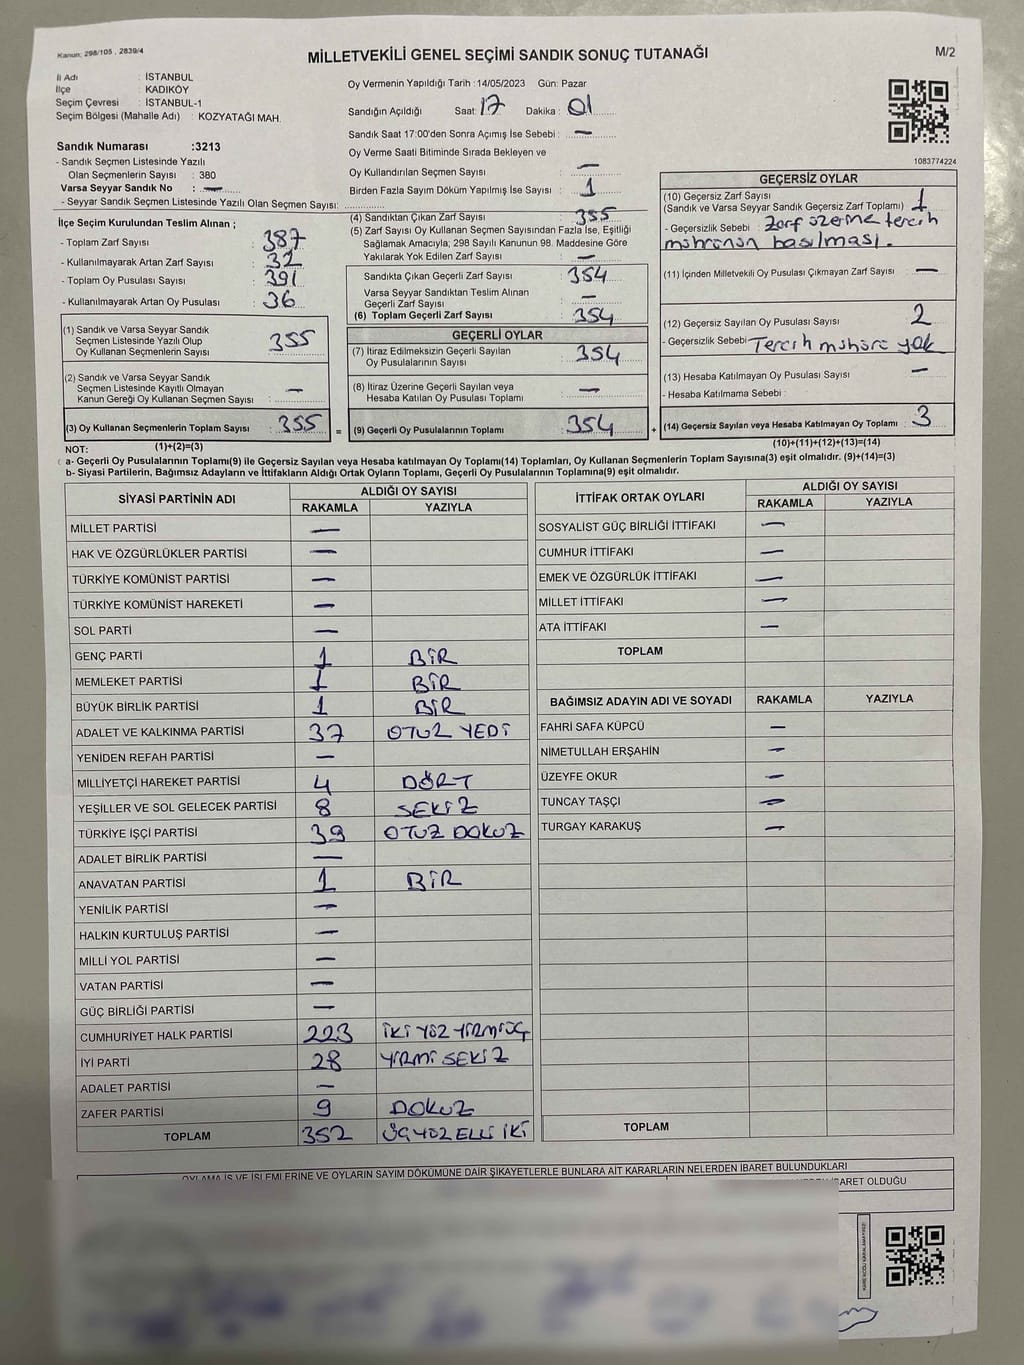 Kanun: 298/105 , 2839/4
MİLLETVEKİLİ GENEL SEÇİMİ SANDIK SONUÇ TUTANAĞI
M/2
İl Adı : İSTANBUL
İlçe : KADIKÖY
Seçim Çevresi : İSTANBUL-1
Seçim Bölgesi (Mahalle Adı) : KOZYATAĞI MAH.
Sandık Numarası :3213
- Sandık Seçmen Listesinde Yazılı
Olan Seçmenlerin Sayısı : 380
Varsa Seyyar Sandık No : —
- Seyyar Sandık Seçmen Listesinde Yazılı Olan Seçmen Sayısı:
Oy Vermenin Yapıldığı Tarih :14/05/2023 Gün: Pazar
Sandığın Açıldığı Saat: 17 Dakika : 01
Sandık Saat 17:00'den Sonra Açımış İse Sebebi : —
Oy Verme Saati Bitiminde Sırada Bekleyen ve
Oy Kullandırılan Seçmen Sayısı : —
Birden Fazla Sayım Döküm Yapılmış İse Sayısı : 1
1083774224
İlçe Seçim Kurulundan Teslim Alınan ;
- Toplam Zarf Sayısı : 387
- Kullanılmayarak Artan Zarf Sayısı : 32
- Toplam Oy Pusulası Sayısı : 391
- Kullanılmayarak Artan Oy Pusulası : 36
(1) Sandık ve Varsa Seyyar Sandık
Seçmen Listesinde Yazılı Olup
Oy Kullanan Seçmenlerin Sayısı : 355
(2) Sandık ve Varsa Seyyar Sandık
Seçmen Listesinde Kayıtlı Olmayan
Kanun Gereği Oy Kullanan Seçmen Sayısı : —
(3) Oy Kullanan Seçmenlerin Toplam Sayısı : 355
(4) Sandıktan Çıkan Zarf Sayısı : 355
(5) Zarf Sayısı Oy Kullanan Seçmen Sayısından Fazla İse, Eşitliği
Sağlamak Amacıyla, 298 Sayılı Kanunun 98. Maddesine Göre
Yakılarak Yok Edilen Zarf Sayısı : —
Sandıkta Çıkan Geçerli Zarf Sayısı : 354
Varsa Seyyar Sandıktan Teslim Alınan
Geçerli Zarf Sayısı : —
(6) Toplam Geçerli Zarf Sayısı : 354
GEÇERLİ OYLAR
(7) İtiraz Edilmeksizin Geçerli Sayılan
Oy Pusulalarının Sayısı : 354
(8) İtiraz Üzerine Geçerli Sayılan veya
Hesaba Katılan Oy Pusulası Toplamı : —
= (9) Geçerli Oy Pusulalarının Toplamı : 354
GEÇERSİZ OYLAR
(10) Geçersiz Zarf Sayısı
(Sandık ve Varsa Seyyar Sandık Geçersiz Zarf Toplamı) : 1
- Geçersizlik Sebebi : Zarf üzerine tercih
mührünün basılması.
(11) İçinden Milletvekili Oy Pusulası Çıkmayan Zarf Sayısı : —
(12) Geçersiz Sayılan Oy Pusulası Sayısı : 2
- Geçersizlik Sebebi : Tercih mührü yok
(13) Hesaba Katılmayan Oy Pusulası Sayısı : —
- Hesaba Katılmama Sebebi :
+ (14) Geçersiz Sayılan veya Hesaba Katılmayan Oy Toplamı : 3
NOT: (1)+(2)=(3)
(10)+(11)+(12)+(13)=(14)
a- Geçerli Oy Pusulalarının Toplamı(9) ile Geçersiz Sayılan veya Hesaba katılmayan Oy Toplamı(14) Toplamları, Oy Kullanan Seçmenlerin Toplam Sayısına(3) eşit olmalıdır. (9)+(14)=(3)
b- Siyasi Partilerin, Bağımsız Adayların ve İttifakların Aldığı Ortak Oyların Toplamı, Geçerli Oy Pusulalarının Toplamına(9) eşit olmalıdır.
SİYASİ PARTİNİN ADI ALDIĞI OY SAYISI
RAKAMLA YAZIYLA
MİLLET PARTİSİ —
HAK VE ÖZGÜRLÜKLER PARTİSİ —
TÜRKİYE KOMÜNİST PARTİSİ —
TÜRKİYE KOMÜNİST HAREKETİ —
SOL PARTİ —
GENÇ PARTİ 1 BİR
MEMLEKET PARTİSİ 1 BİR
BÜYÜK BİRLİK PARTİSİ 1 BİR
ADALET VE KALKINMA PARTİSİ 37 OTUZ YEDİ
YENİDEN REFAH PARTİSİ —
MİLLİYETÇİ HAREKET PARTİSİ 4 DÖRT
YEŞİLLER VE SOL GELECEK PARTİSİ 8 SEKİZ
TÜRKİYE İŞÇİ PARTİSİ 39 OTUZ DOKUZ
ADALET BİRLİK PARTİSİ —
ANAVATAN PARTİSİ 1 BİR
YENİLİK PARTİSİ —
HALKIN KURTULUŞ PARTİSİ —
MİLLİ YOL PARTİSİ —
VATAN PARTİSİ —
GÜÇ BİRLİĞİ PARTİSİ —
CUMHURİYET HALK PARTİSİ 223 İKİ YÜZ YİRMİÜÇ
İYİ PARTİ 28 YİRMİ SEKİZ
ADALET PARTİSİ —
ZAFER PARTİSİ 9 DOKUZ
TOPLAM 352 ÜÇ YÜZ ELLİ İKİ
İTTİFAK ORTAK OYLARI ALDIĞI OY SAYISI
RAKAMLA YAZIYLA
SOSYALİST GÜÇ BİRLİĞİ İTTİFAKI —
CUMHUR İTTİFAKI —
EMEK VE ÖZGÜRLÜK İTTİFAKI —
MİLLET İTTİFAKI —
ATA İTTİFAKI —
TOPLAM
BAĞIMSIZ ADAYIN ADI VE SOYADI RAKAMLA YAZIYLA
FAHRİ SAFA KÜPCÜ —
NİMETULLAH ERŞAHİN —
ÜZEYFE OKUR —
TUNCAY TAŞÇI —
TURGAY KARAKUŞ —
TOPLAM
OYLAMA İŞ VE İŞLEMLERİNE VE OYLARIN SAYIM DÖKÜMÜNE DAİR ŞİKAYETLERLE BUNLARA AİT KARARLARIN NELERDEN İBARET BULUNDUKLARI
OLDUĞU
KARE KODU KARALAMAYINIZ!